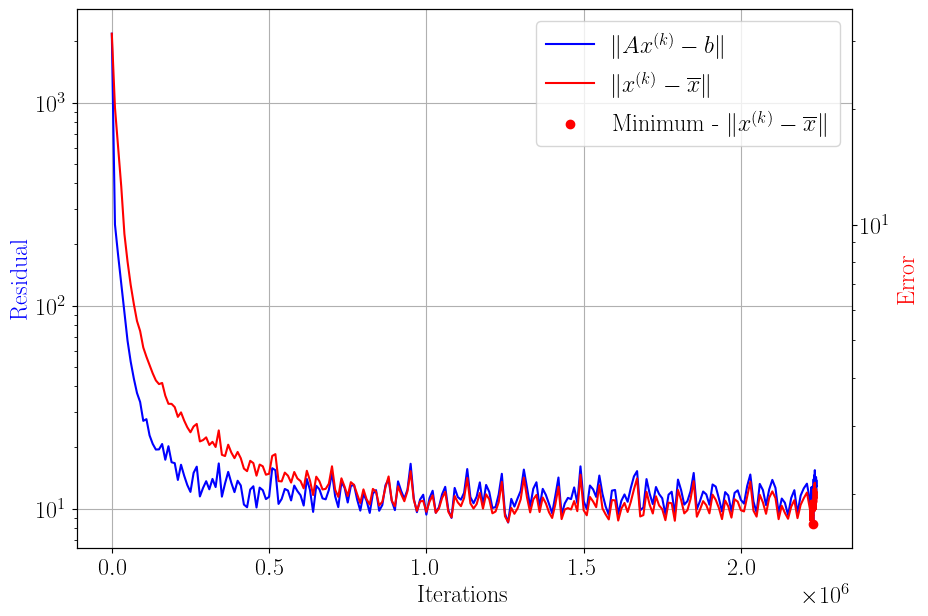 ‖Ax^{(k)} − b‖
‖x^{(k)} − x̅‖
Minimum - ‖x^{(k)} − x̅‖
10^3
10^2
10^1
10^1
Residual
Error
0.0 0.5 1.0 1.5 2.0
Iterations
×10^6